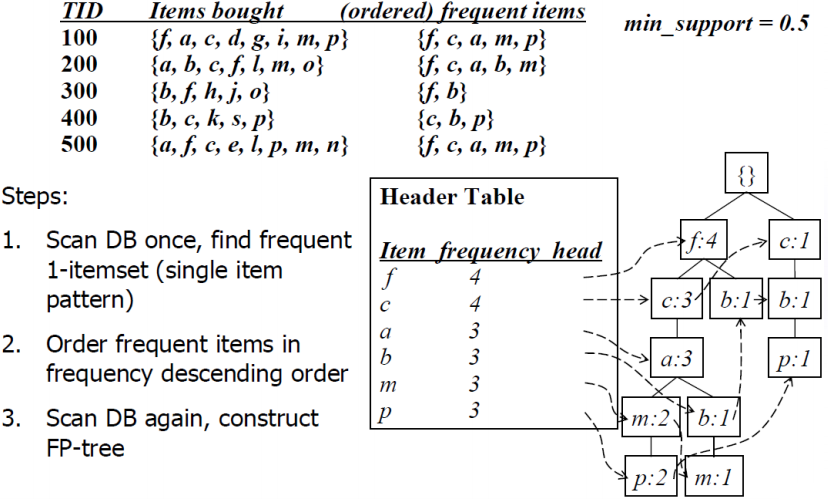 TID Items bought (ordered) frequent items
100 {f, a, c, d, g, i, m, p} {f, c, a, m, p}
200 {a, b, c, f, l, m, o} {f, c, a, b, m}
300 {b, f, h, j, o} {f, b}
400 {b, c, k, s, p} {c, b, p}
500 {a, f, c, e, l, p, m, n} {f, c, a, m, p}
min_support = 0.5
Steps:
1. Scan DB once, find frequent
1-itemset (single item
pattern)
2. Order frequent items in
frequency descending order
3. Scan DB again, construct
FP-tree
Header Table
Item frequency head
f 4
c 4
a 3
b 3
m 3
p 3
{}
f:4 c:1
c:3 b:1 b:1
a:3 p:1
m:2 b:1
p:2 m:1